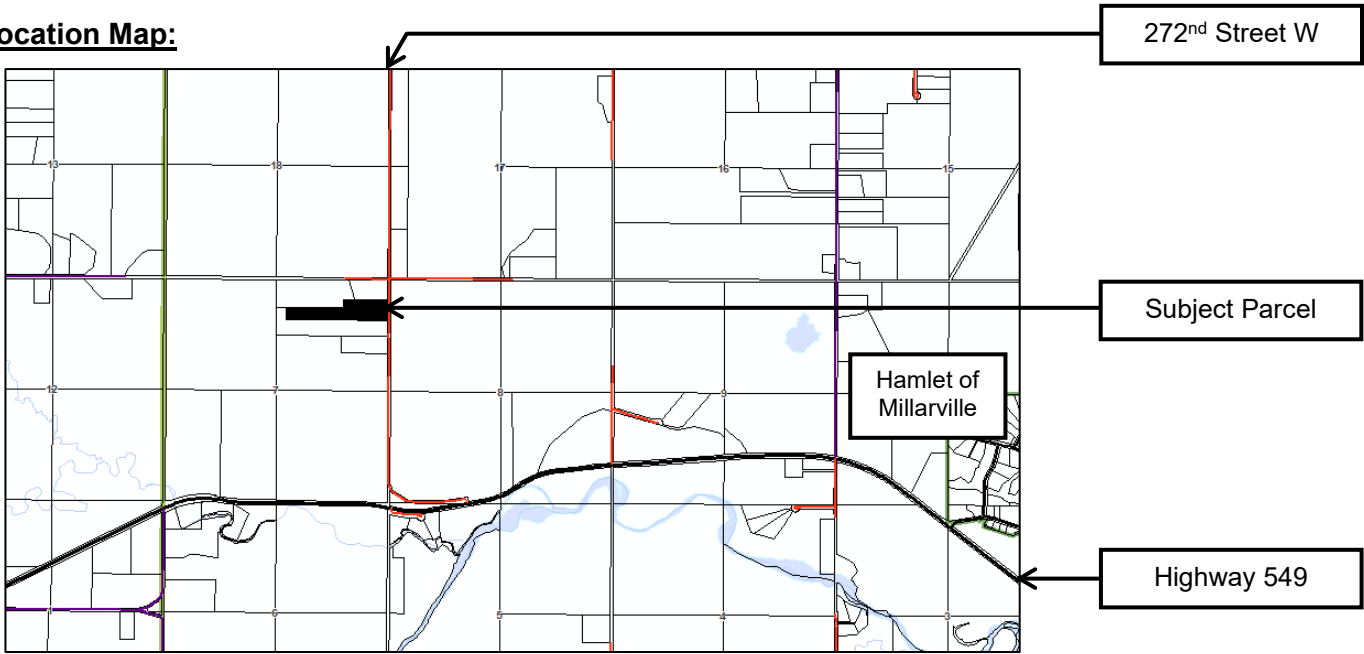 ocation Map:
272nd Street W
13
18
17
16
15
Subject Parcel
Hamlet of
Millarville
12
7
8
9
Highway 549
1
6
5
4
3